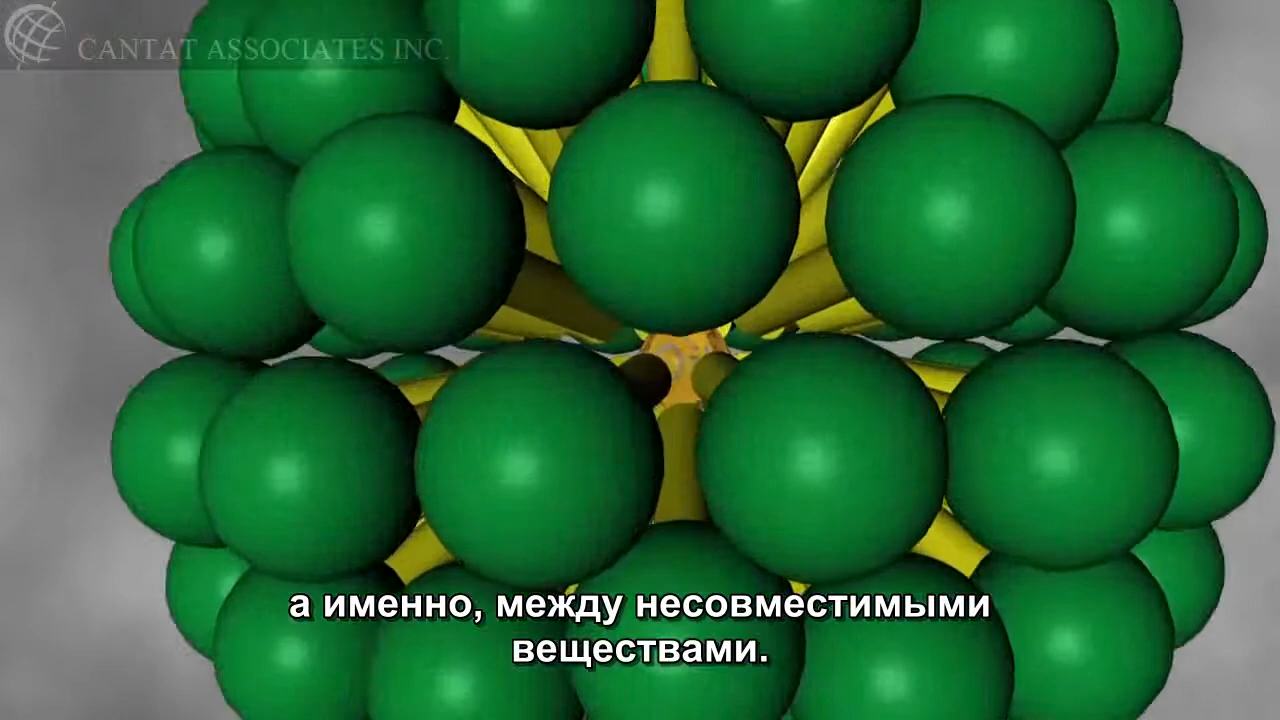 CANTAT ASSOCIATES INC.
а именно, между несовместимыми
веществами.